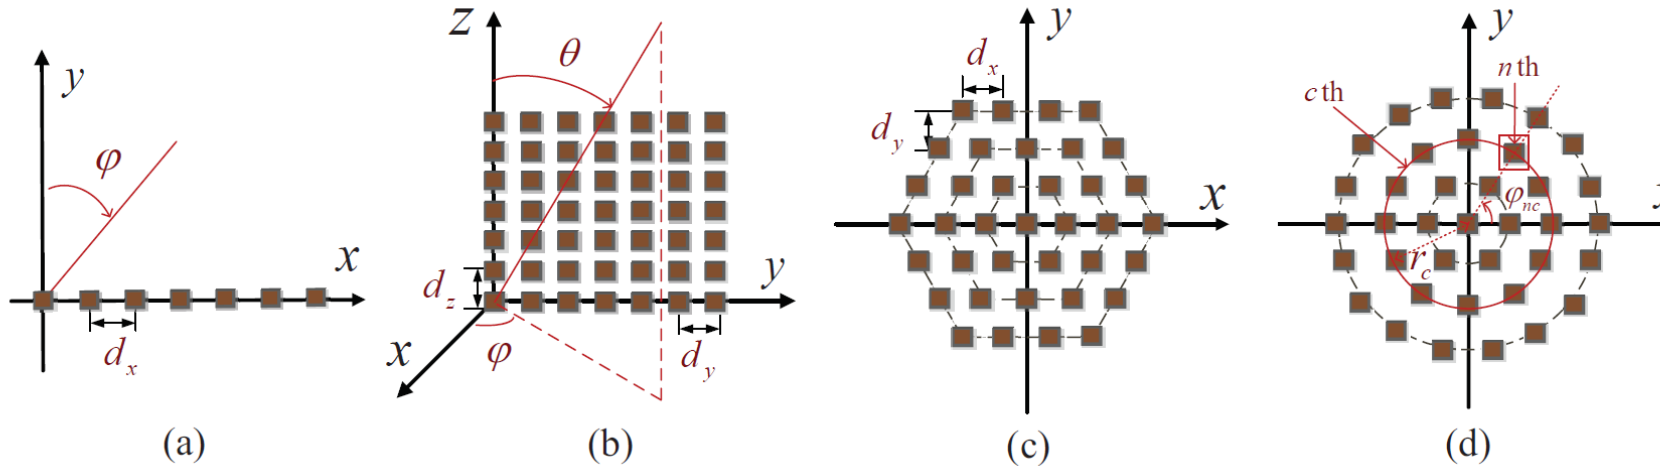 y
φ
x
d_x
(a)
z
θ
d_z
x
φ
y
d_y
(b)
y
d_x
d_y
x
(c)
y
n th
c th
x
φ_nc
r_c
(d)